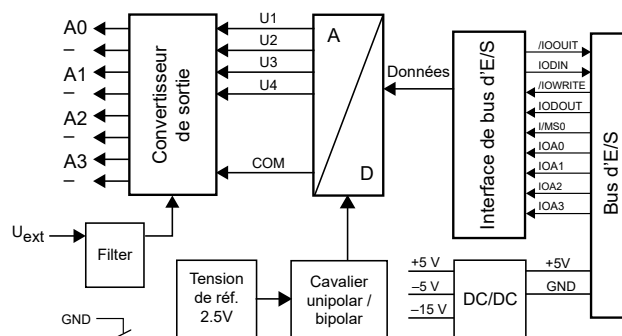 A0
–
A1
–
A2
–
A3
–
Convertisseur
de sortie
U1
U2
U3
U4
COM
A
D
Données
Interface de bus d'E/S
/IOOUIT
IODIN
/IOWRITE
IODOUT
I/MS0
IOA0
IOA1
IOA2
IOA3
Bus d'E/S
Uext
Filter
Tension
de réf.
2.5V
Cavalier
unipolar /
bipolar
+5 V
–5 V
–15 V
DC/DC
+5V
GND
GND